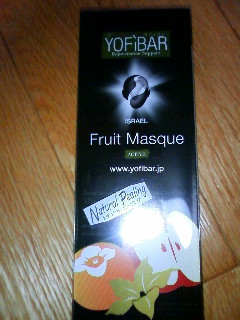 YOFiBAR
Rejuvenation Support
ISRAEL
Fruit Masque
www.yofibar.jp
Natural Peeling